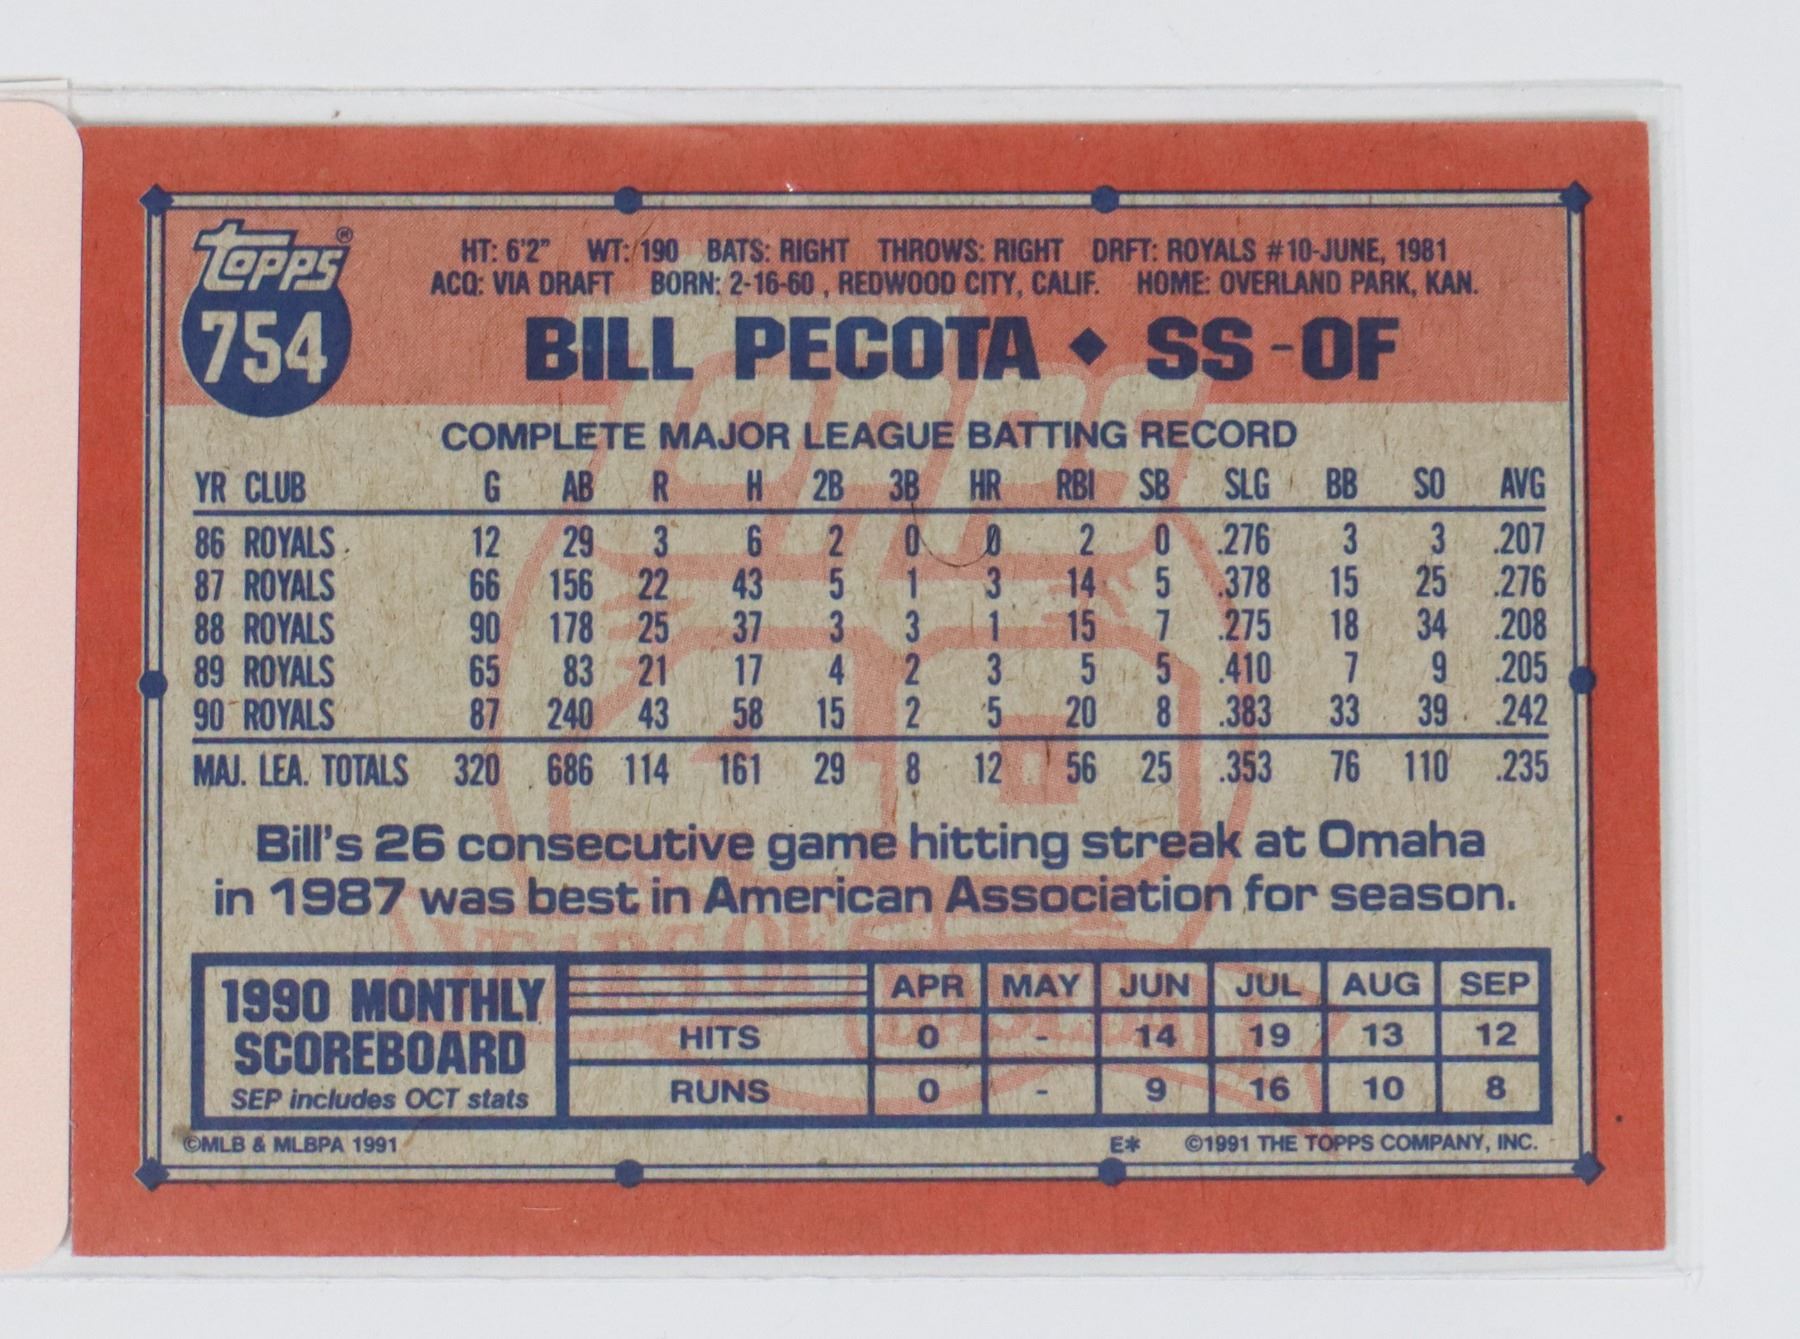 topps®
754
HT: 6'2" WT: 190 BATS: RIGHT THROWS: RIGHT DRFT: ROYALS #10-JUNE, 1981
ACQ: VIA DRAFT BORN: 2-16-60 , REDWOOD CITY, CALIF. HOME: OVERLAND PARK, KAN.
BILL PECOTA ◆ SS-OF
COMPLETE MAJOR LEAGUE BATTING RECORD
YR CLUB G AB R H 2B 3B HR RBI SB SLG BB SO AVG
86 ROYALS 12 29 3 6 2 0 0 2 0 .276 3 3 .207
87 ROYALS 66 156 22 43 5 1 3 14 5 .378 15 25 .276
88 ROYALS 90 178 25 37 3 3 1 15 7 .275 18 34 .208
89 ROYALS 65 83 21 17 4 2 3 5 5 .410 7 9 .205
90 ROYALS 87 240 43 58 15 2 5 20 8 .383 33 39 .242
MAJ. LEA. TOTALS 320 686 114 161 29 8 12 56 25 .353 76 110 .235
Bill's 26 consecutive game hitting streak at Omaha
in 1987 was best in American Association for season.
1990 MONTHLY
SCOREBOARD
SEP includes OCT stats
APR MAY JUN JUL AUG SEP
HITS 0 - 14 19 13 12
RUNS 0 - 9 16 10 8
©MLB & MLBPA 1991
E* ©1991 THE TOPPS COMPANY, INC.
topps
40
YEARS OF
BASEBALL